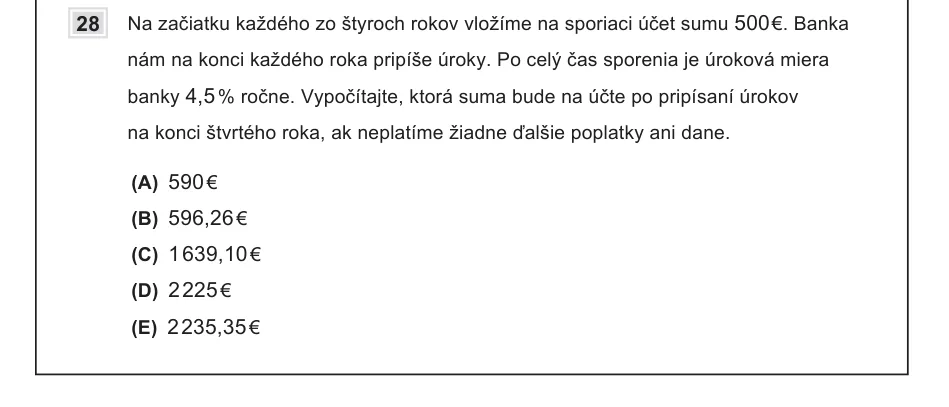 28 Na začiatku každého zo štyroch rokov vložíme na sporiaci účet sumu 500€. Banka
nám na konci každého roka pripíše úroky. Po celý čas sporenia je úroková miera
banky 4,5% ročne. Vypočítajte, ktorá suma bude na účte po pripísaní úrokov
na konci štvrtého roka, ak neplatíme žiadne ďalšie poplatky ani dane.
(A) 590€
(B) 596,26€
(C) 1639,10€
(D) 2225€
(E) 2235,35€